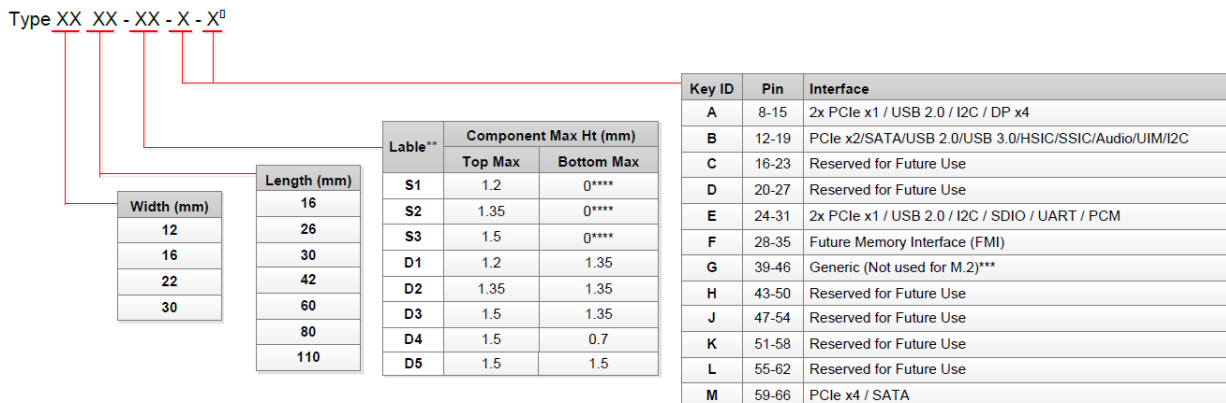 Type XX XX - XX - X - X▯
Key ID Pin Interface
A 8-15 2x PCIe x1 / USB 2.0 / I2C / DP x4
B 12-19 PCIe x2/SATA/USB 2.0/USB 3.0/HSIC/SSIC/Audio/UIM/I2C
C 16-23 Reserved for Future Use
D 20-27 Reserved for Future Use
E 24-31 2x PCIe x1 / USB 2.0 / I2C / SDIO / UART / PCM
F 28-35 Future Memory Interface (FMI)
G 39-46 Generic (Not used for M.2)***
H 43-50 Reserved for Future Use
J 47-54 Reserved for Future Use
K 51-58 Reserved for Future Use
L 55-62 Reserved for Future Use
M 59-66 PCIe x4 / SATA
Lable** Component Max Ht (mm)
Top Max Bottom Max
S1 1.2 0****
S2 1.35 0****
S3 1.5 0****
D1 1.2 1.35
D2 1.35 1.35
D3 1.5 1.35
D4 1.5 0.7
D5 1.5 1.5
Length (mm)
16
26
30
42
60
80
110
Width (mm)
12
16
22
30